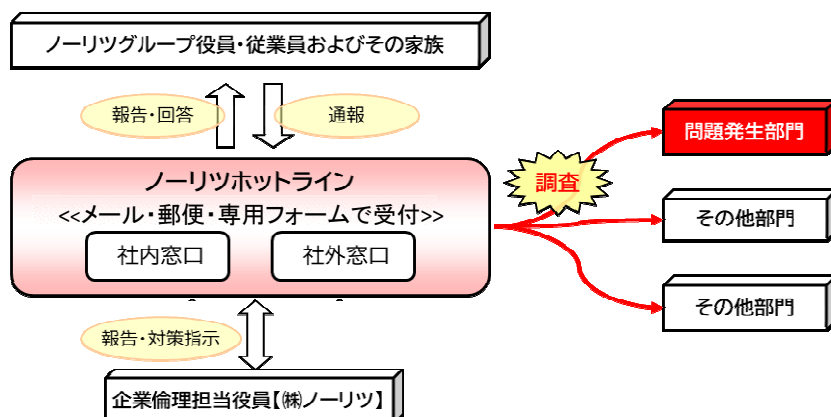 ノーリツグループ役員・従業員およびその家族
報告・回答
通報
ノーリツホットライン
<<メール・郵便・専用フォームで受付>>
社内窓口
社外窓口
調査
問題発生部門
その他部門
その他部門
報告・対策指示
企業倫理担当役員【㈱ノーリツ】